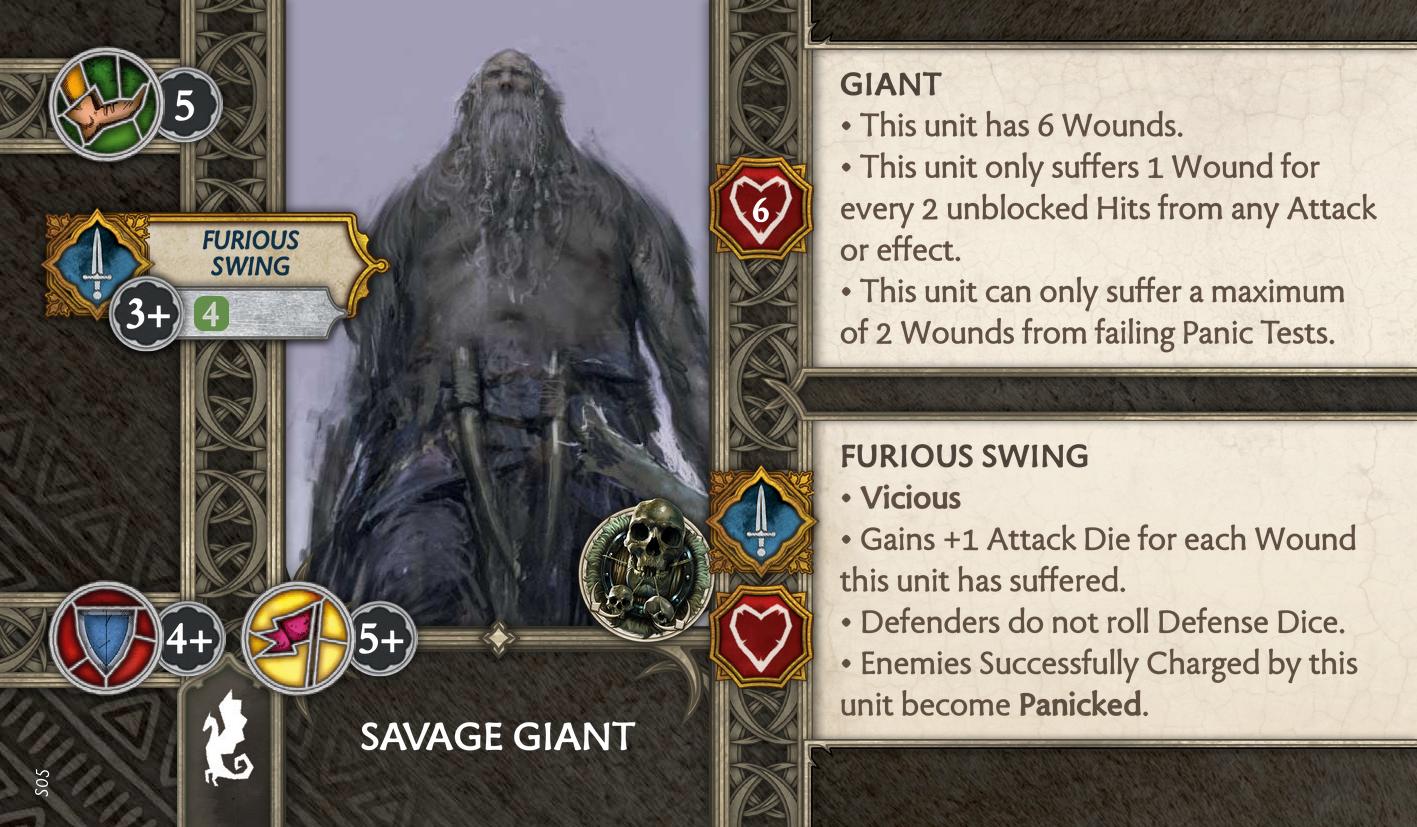 5
FURIOUS
SWING
3+ 4
4+ 5+
SAVAGE GIANT
S05
6
GIANT
• This unit has 6 Wounds.
• This unit only suffers 1 Wound for
every 2 unblocked Hits from any Attack
or effect.
• This unit can only suffer a maximum
of 2 Wounds from failing Panic Tests.
FURIOUS SWING
• Vicious
• Gains +1 Attack Die for each Wound
this unit has suffered.
• Defenders do not roll Defense Dice.
• Enemies Successfully Charged by this
unit become Panicked.